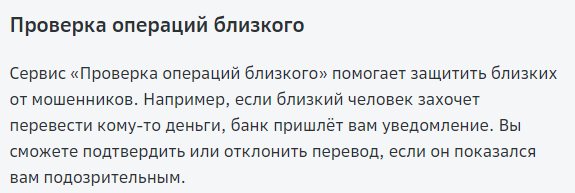 Проверка операций близкого
Сервис «Проверка операций близкого» помогает защитить близких
от мошенников. Например, если близкий человек захочет
перевести кому-то деньги, банк пришлёт вам уведомление. Вы
сможете подтвердить или отклонить перевод, если он показался
вам подозрительным.